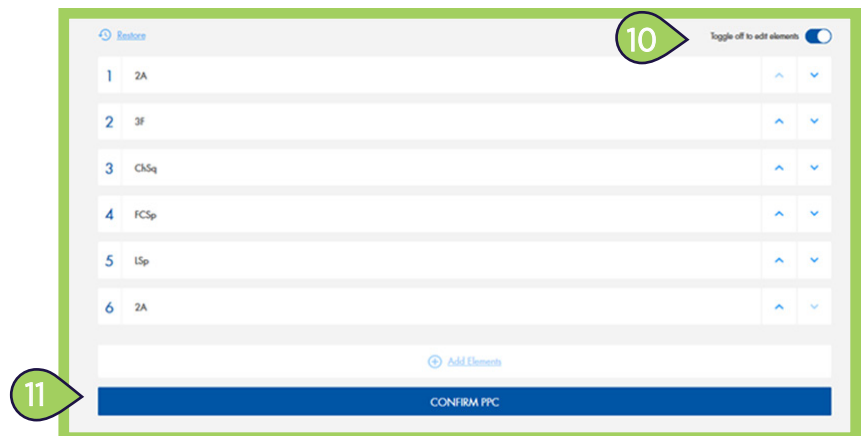 Restore
10
Toggle off to edit elements
1 2A
2 3F
3 ChSq
4 FCSp
5 LSp
6 2A
Add Elements
11
CONFIRM PPC